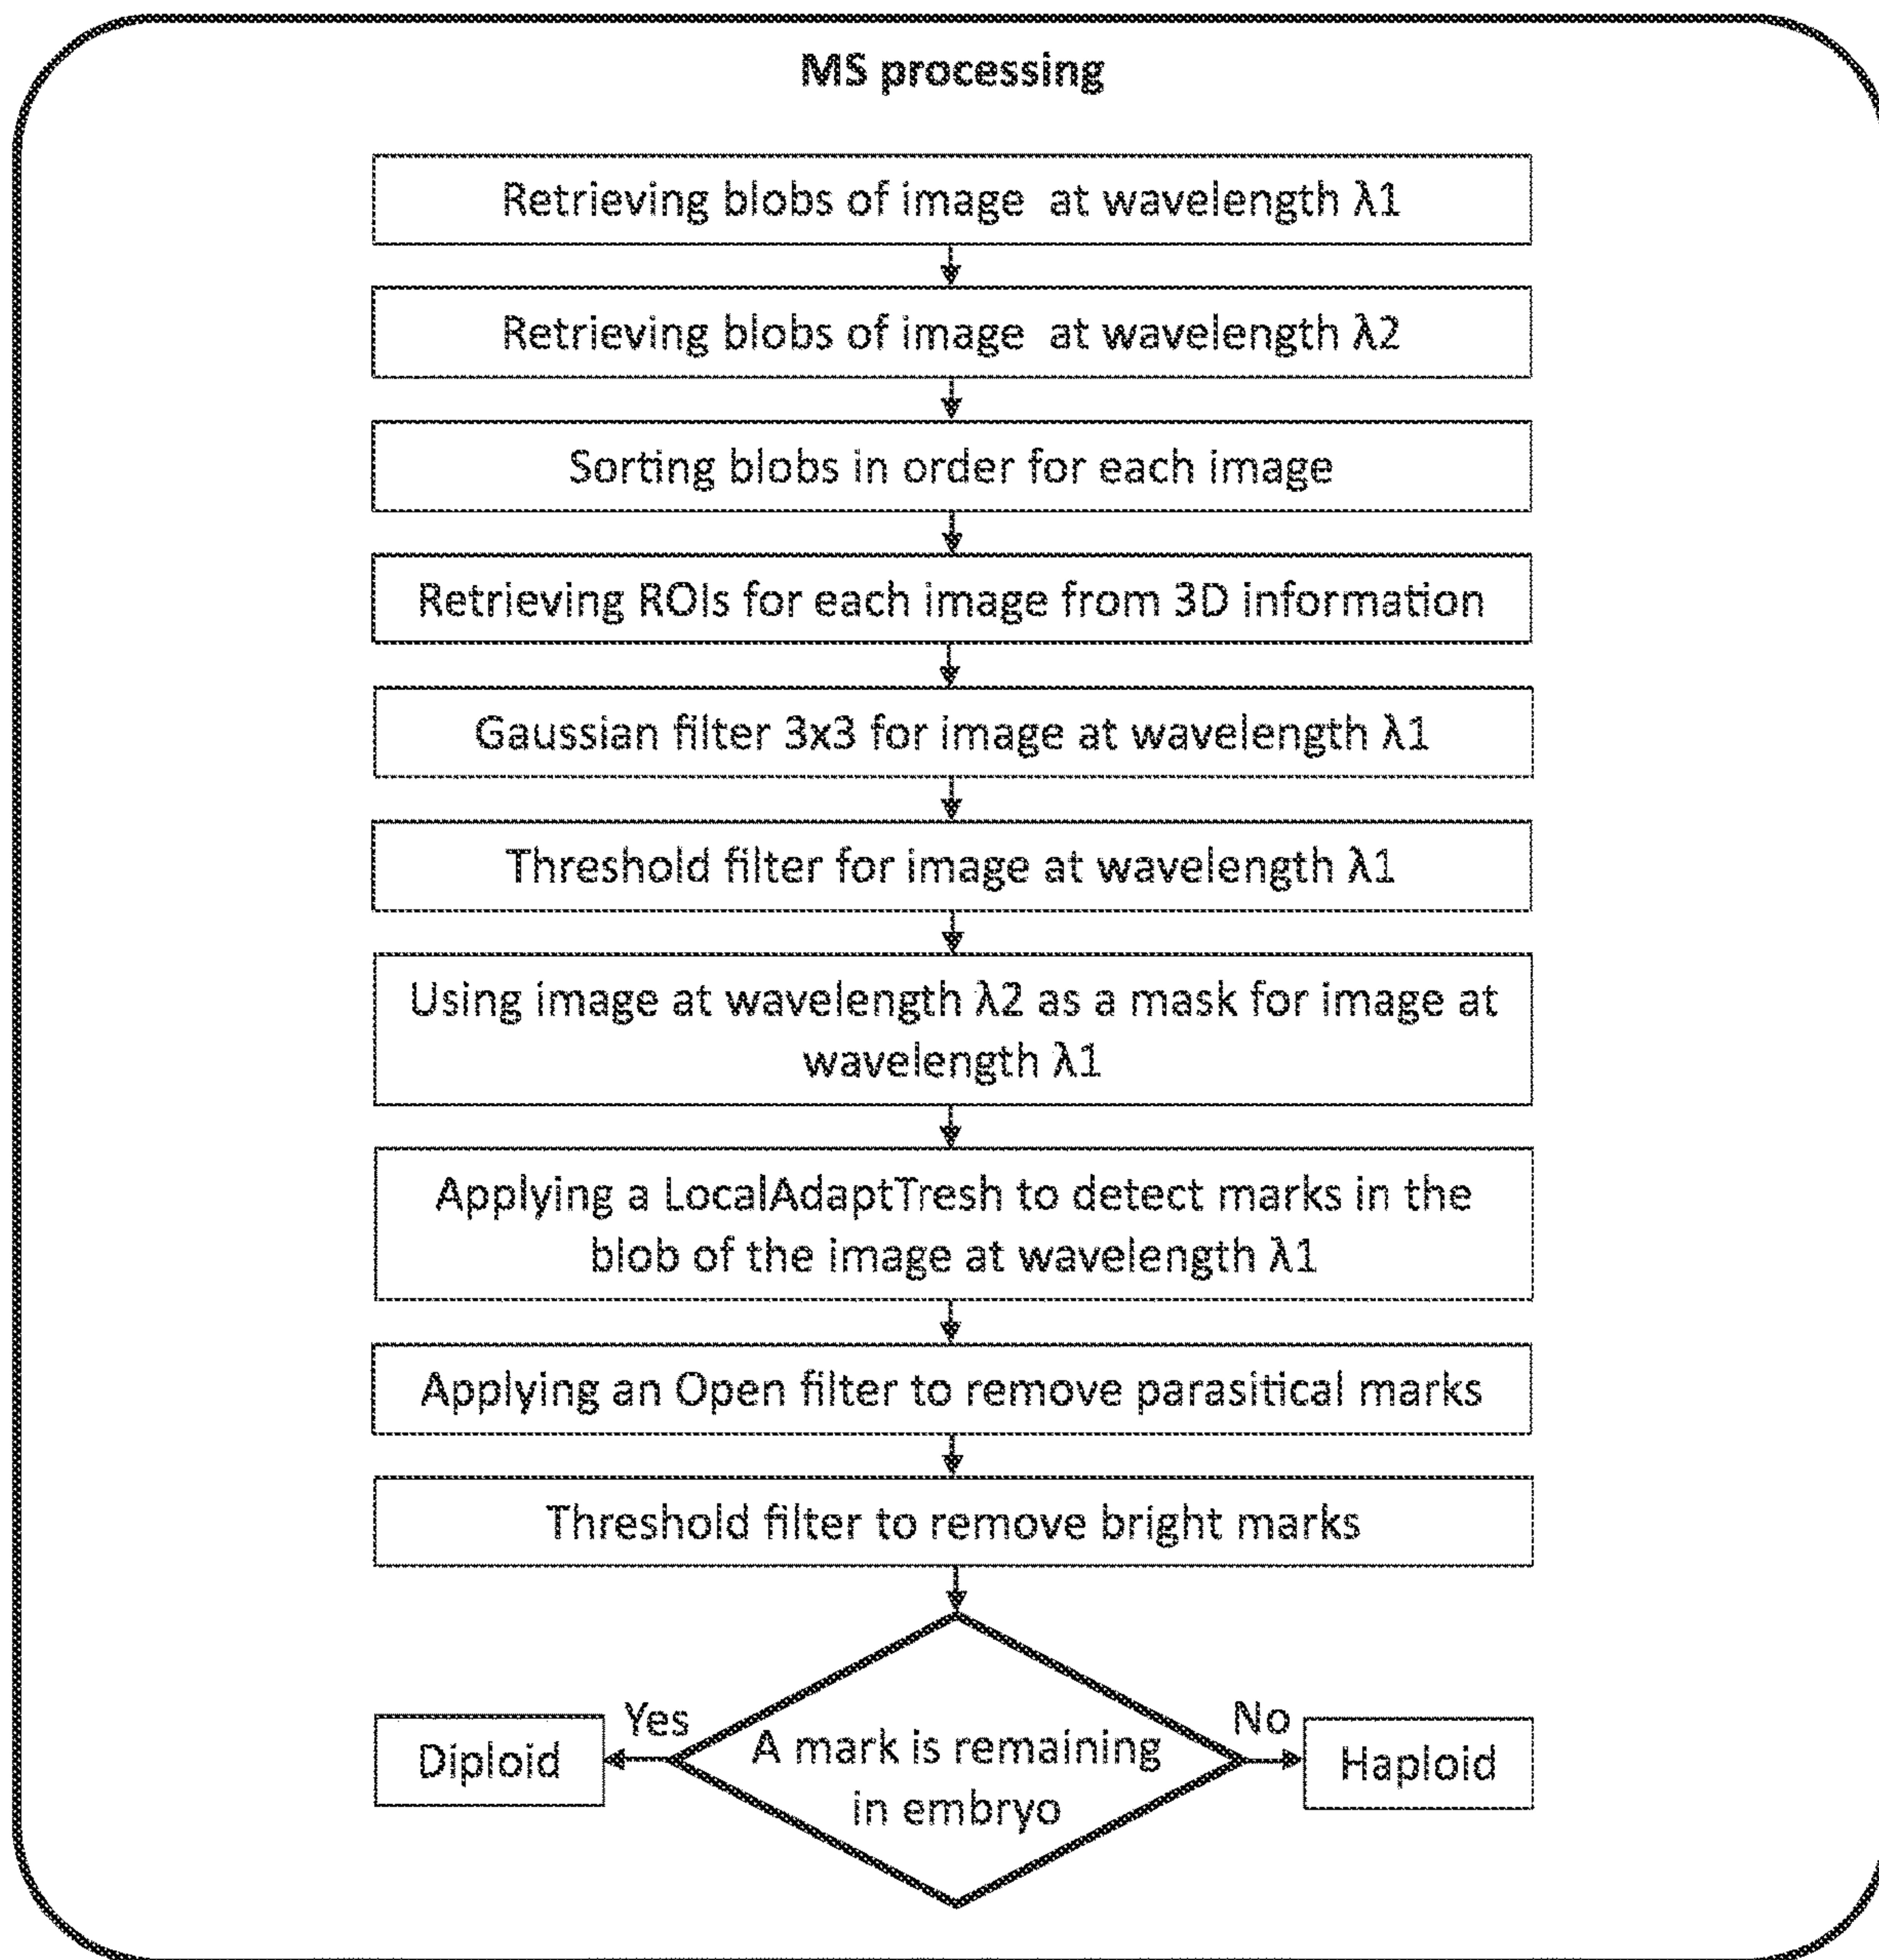 MS processing
Retrieving blobs of image at wavelength λ1
Retrieving blobs of image at wavelength λ2
Sorting blobs in order for each image
Retrieving ROIs for each image from 3D information
Gaussian filter 3x3 for image at wavelength λ1
Threshold filter for image at wavelength λ1
Using image at wavelength λ2 as a mask for image at
wavelength λ1
Applying a LocalAdaptTresh to detect marks in the
blob of the image at wavelength λ1
Applying an Open filter to remove parasitical marks
Threshold filter to remove bright marks
Yes
No
Diploid
A mark is remaining
in embryo
Haploid